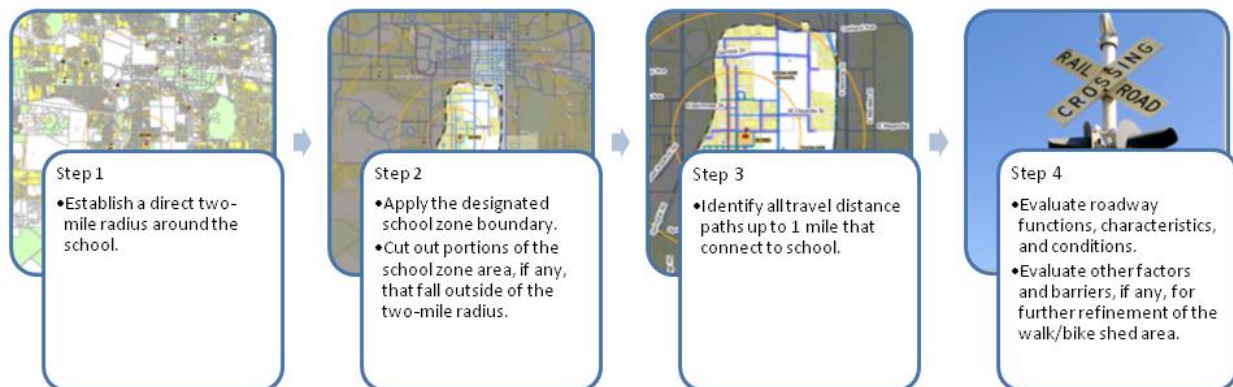 Step 1
•Establish a direct two-
mile radius around the
school.
Step 2
•Apply the designated
school zone boundary.
•Cut out portions of the
school zone area, if any,
that fall outside of the
two-mile radius.
Step 3
•Identify all travel distance
paths up to 1 mile that
connect to school.
RAIL ROAD
CROSSING
Step 4
•Evaluate roadway
functions, characteristics,
and conditions.
•Evaluate other factors
and barriers, if any, for
further refinement of the
walk/bike shed area.